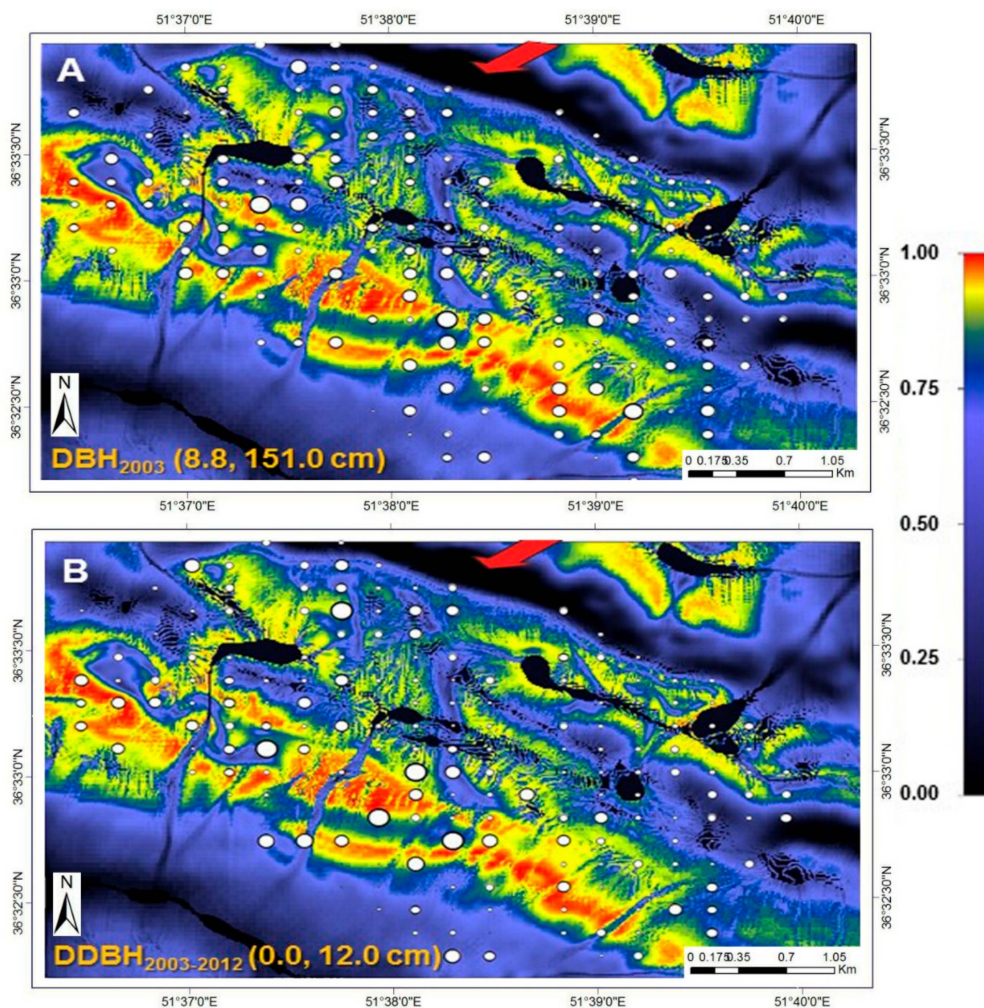 51°37'0"E 51°38'0"E 51°39'0"E 51°40'0"E
A
36°33'30"N 36°33'30"N
36°33'0"N 36°33'0"N
36°32'30"N 36°32'30"N
N
DBH2003 (8.8, 151.0 cm)
0 0.175 0.35 0.7 1.05
Km
51°37'0"E 51°38'0"E 51°39'0"E 51°40'0"E
B
36°33'30"N 36°33'30"N
36°33'0"N 36°33'0"N
36°32'30"N 36°32'30"N
N
DDBH2003-2012 (0.0, 12.0 cm)
0 0.175 0.35 0.7 1.05
Km
51°37'0"E 51°38'0"E 51°39'0"E 51°40'0"E
1.00
0.75
0.50
0.25
0.00